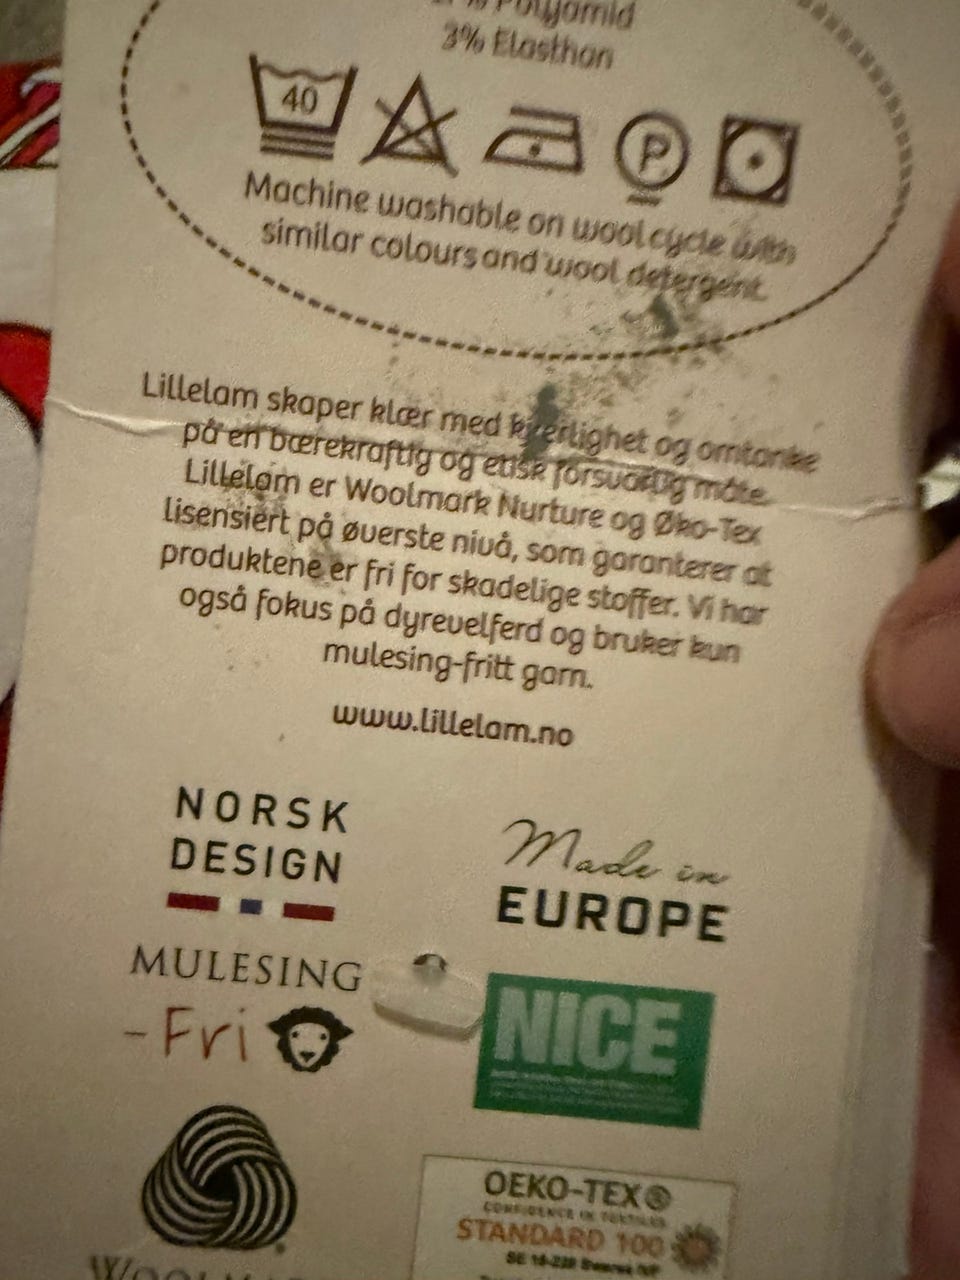 % Polyamid
3% Elasthan
40
P
Machine washable on wool cycle with
similar colours and wool detergent.
Lillelam skaper klær med kjærlighet og omtanke
på en bærekraftig og etisk forsvarlig måte.
Lillelam er Woolmark Nurture og Øko-Tex
lisensiert på øverste nivå, som garanterer at
produktene er fri for skadelige stoffer. Vi har
også fokus på dyrevelferd og bruker kun
mulesing-fritt garn.
www.lillelam.no
NORSK
DESIGN
Made in
EUROPE
MULESING
-Fri
NICE
OEKO-TEX®
CONFIDENCE IN TEXTILES
STANDARD 100